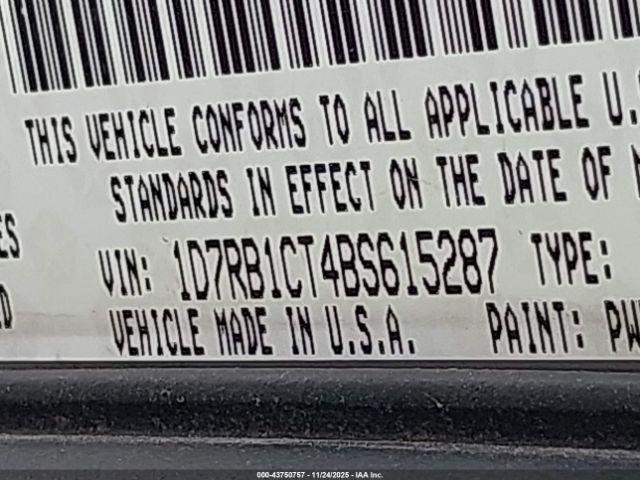 THIS VEHICLE CONFORMS TO ALL APPLICABLE U.S
STANDARDS IN EFFECT ON THE DATE OF M
ES
VIN: 1D7RB1CT4BS615287 TYPE:
D
VEHICLE MADE IN U.S.A. PAINT: PW
000-43750757 - 11/24/2025 - IAA Inc.